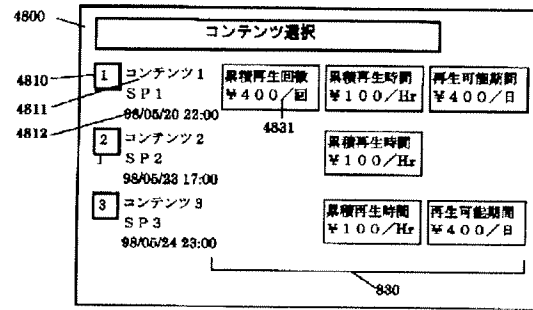 4800
コンテンツ選択
4810
1 コンテンツ1
累積再生回数 累積再生時間 再生可能期間
4811
SP1
¥400/回 ¥100/Hr ¥400/日
4812
98/05/20 22:00
4831
2 コンテンツ2
累積再生時間
SP2
¥100/Hr
98/05/23 17:00
3 コンテンツ3
累積再生時間 再生可能期間
SP3
¥100/Hr ¥400/日
98/05/24 23:00
830